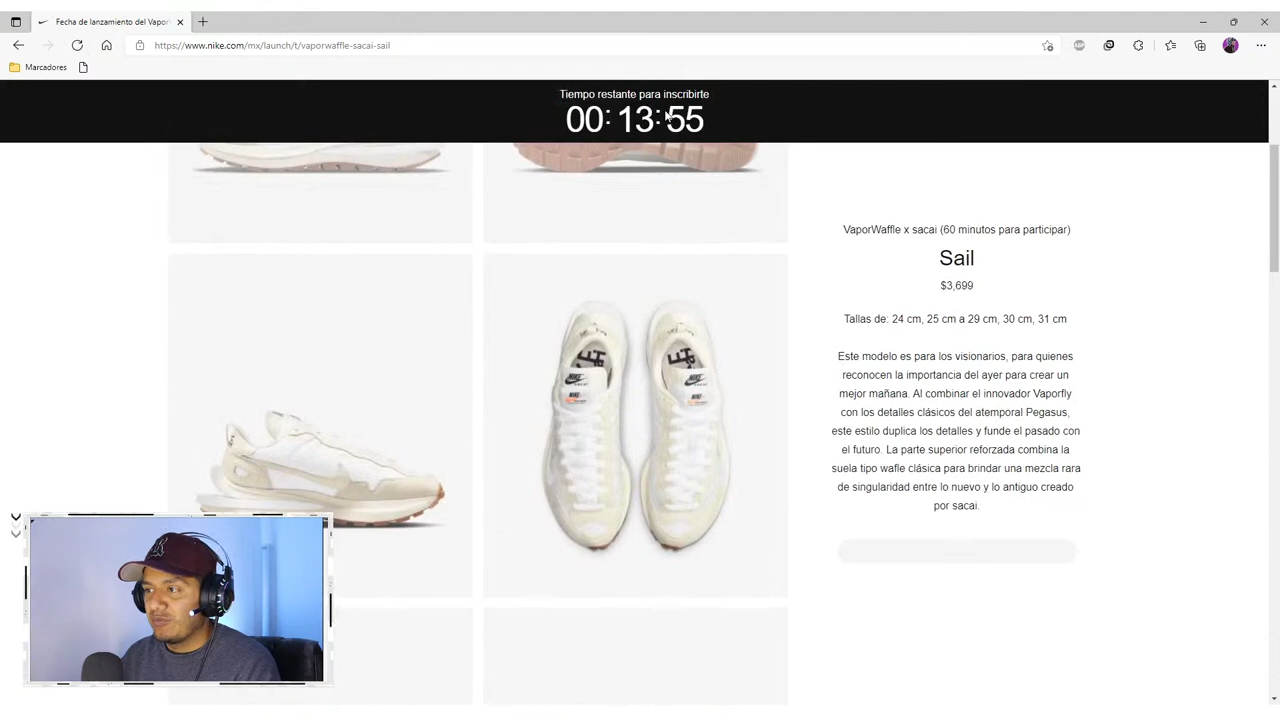 Fecha de lanzamiento del Vapor
https://www.nike.com/mx/launch/t/vaporwaffle-sacai-sail
Marcadores
Tiempo restante para inscribirte
00: 13: 55
VaporWaffle x sacai (60 minutos para participar)
Sail
$3,699
Tallas de: 24 cm, 25 cm a 29 cm, 30 cm, 31 cm
Este modelo es para los visionarios, para quienes
reconocen la importancia del ayer para crear un
mejor mañana. Al combinar el innovador Vaporfly
con los detalles clásicos del atemporal Pegasus,
este estilo duplica los detalles y funde el pasado con
el futuro. La parte superior reforzada combina la
suela tipo wafle clásica para brindar una mezcla rara
de singularidad entre lo nuevo y lo antiguo creado
por sacai.
NIKE
NIKE